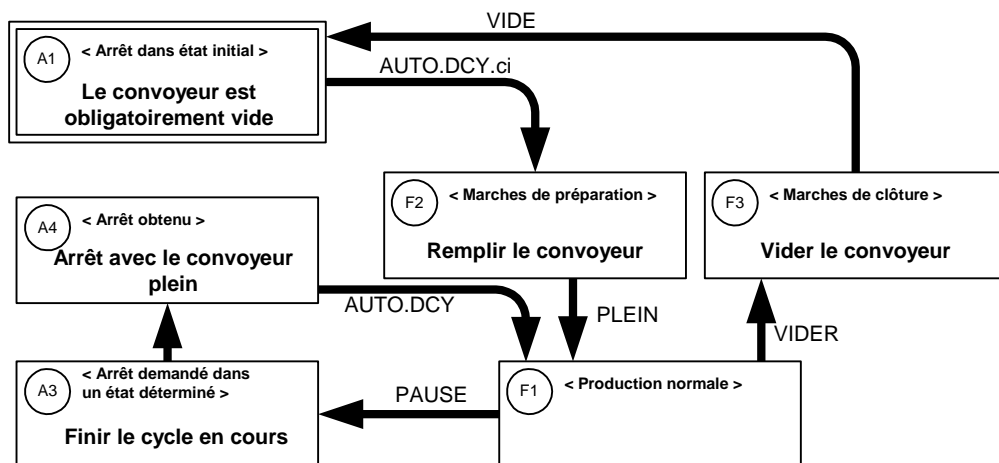 VIDE
A1
< Arrêt dans état initial >
Le convoyeur est
obligatoirement vide
AUTO.DCY.ci
F2
< Marches de préparation >
Remplir le convoyeur
F3
< Marches de clôture >
Vider le convoyeur
A4
< Arrêt obtenu >
Arrêt avec le convoyeur
plein
AUTO.DCY
PLEIN
VIDER
A3
< Arrêt demandé dans
un état déterminé >
Finir le cycle en cours
PAUSE
F1
< Production normale >